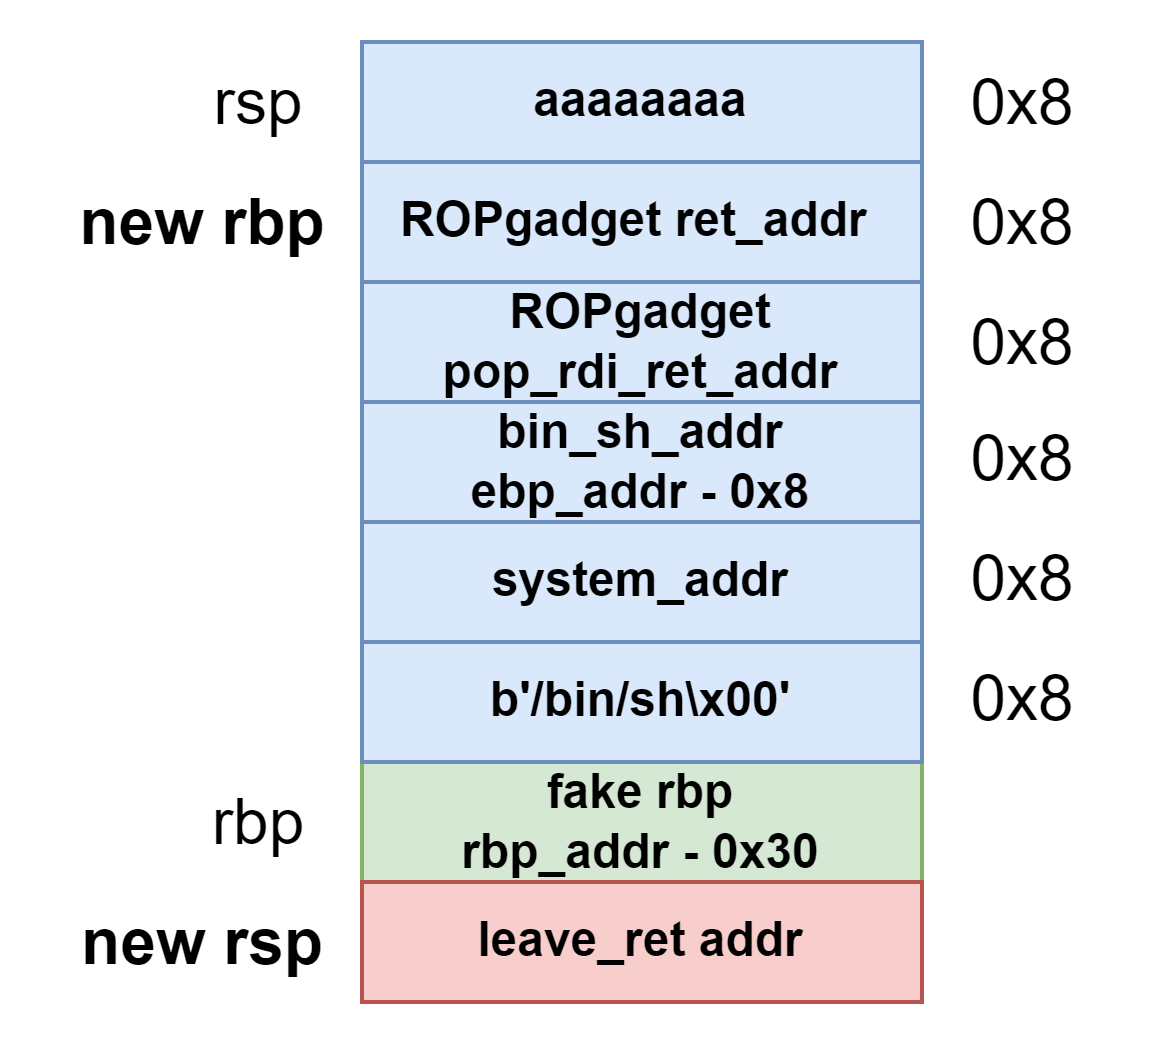 rsp
aaaaaaaa
0x8
new rbp
ROPgadget ret_addr
0x8
ROPgadget
pop_rdi_ret_addr
0x8
bin_sh_addr
ebp_addr - 0x8
0x8
system_addr
0x8
b'/bin/sh\x00'
0x8
rbp
fake rbp
rbp_addr - 0x30
new rsp
leave_ret addr